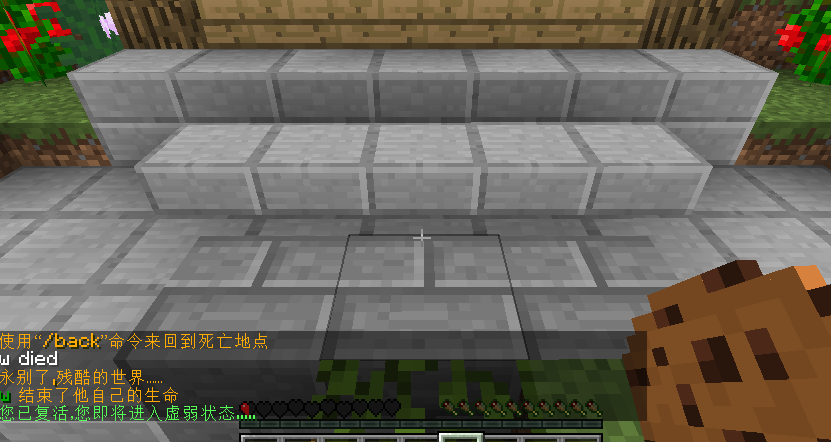 使用“/back”命令来回到死亡地点
w died
永别了,残酷的世界……
w 结束了他自己的生命
您已复活,您即将进入虚弱状态.....